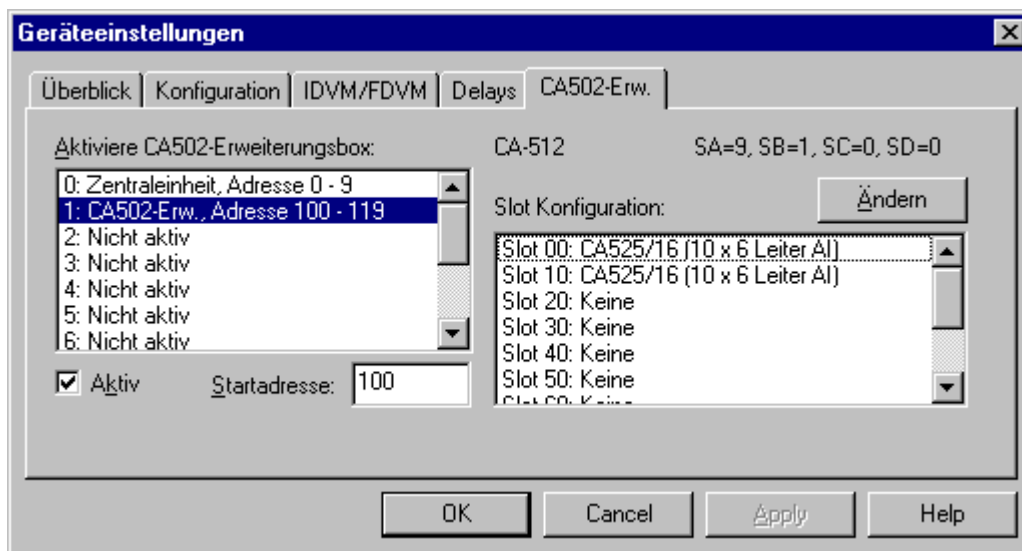 Geräteeinstellungen
Überblick Konfiguration IDVM/FDVM Delays CA502-Erw.
Aktiviere CA502-Erweiterungsbox:
0: Zentraleinheit, Adresse 0 - 9
1: CA502-Erw., Adresse 100 - 119
2: Nicht aktiv
3: Nicht aktiv
4: Nicht aktiv
5: Nicht aktiv
6: Nicht aktiv
Aktiv Startadresse: 100
CA-512 SA=9, SB=1, SC=0, SD=0
Slot Konfiguration: Ändern
Slot 00: CA525/16 (10 x 6 Leiter AI)
Slot 10: CA525/16 (10 x 6 Leiter AI)
Slot 20: Keine
Slot 30: Keine
Slot 40: Keine
Slot 50: Keine
Slot 60: Keine
OK Cancel Apply Help